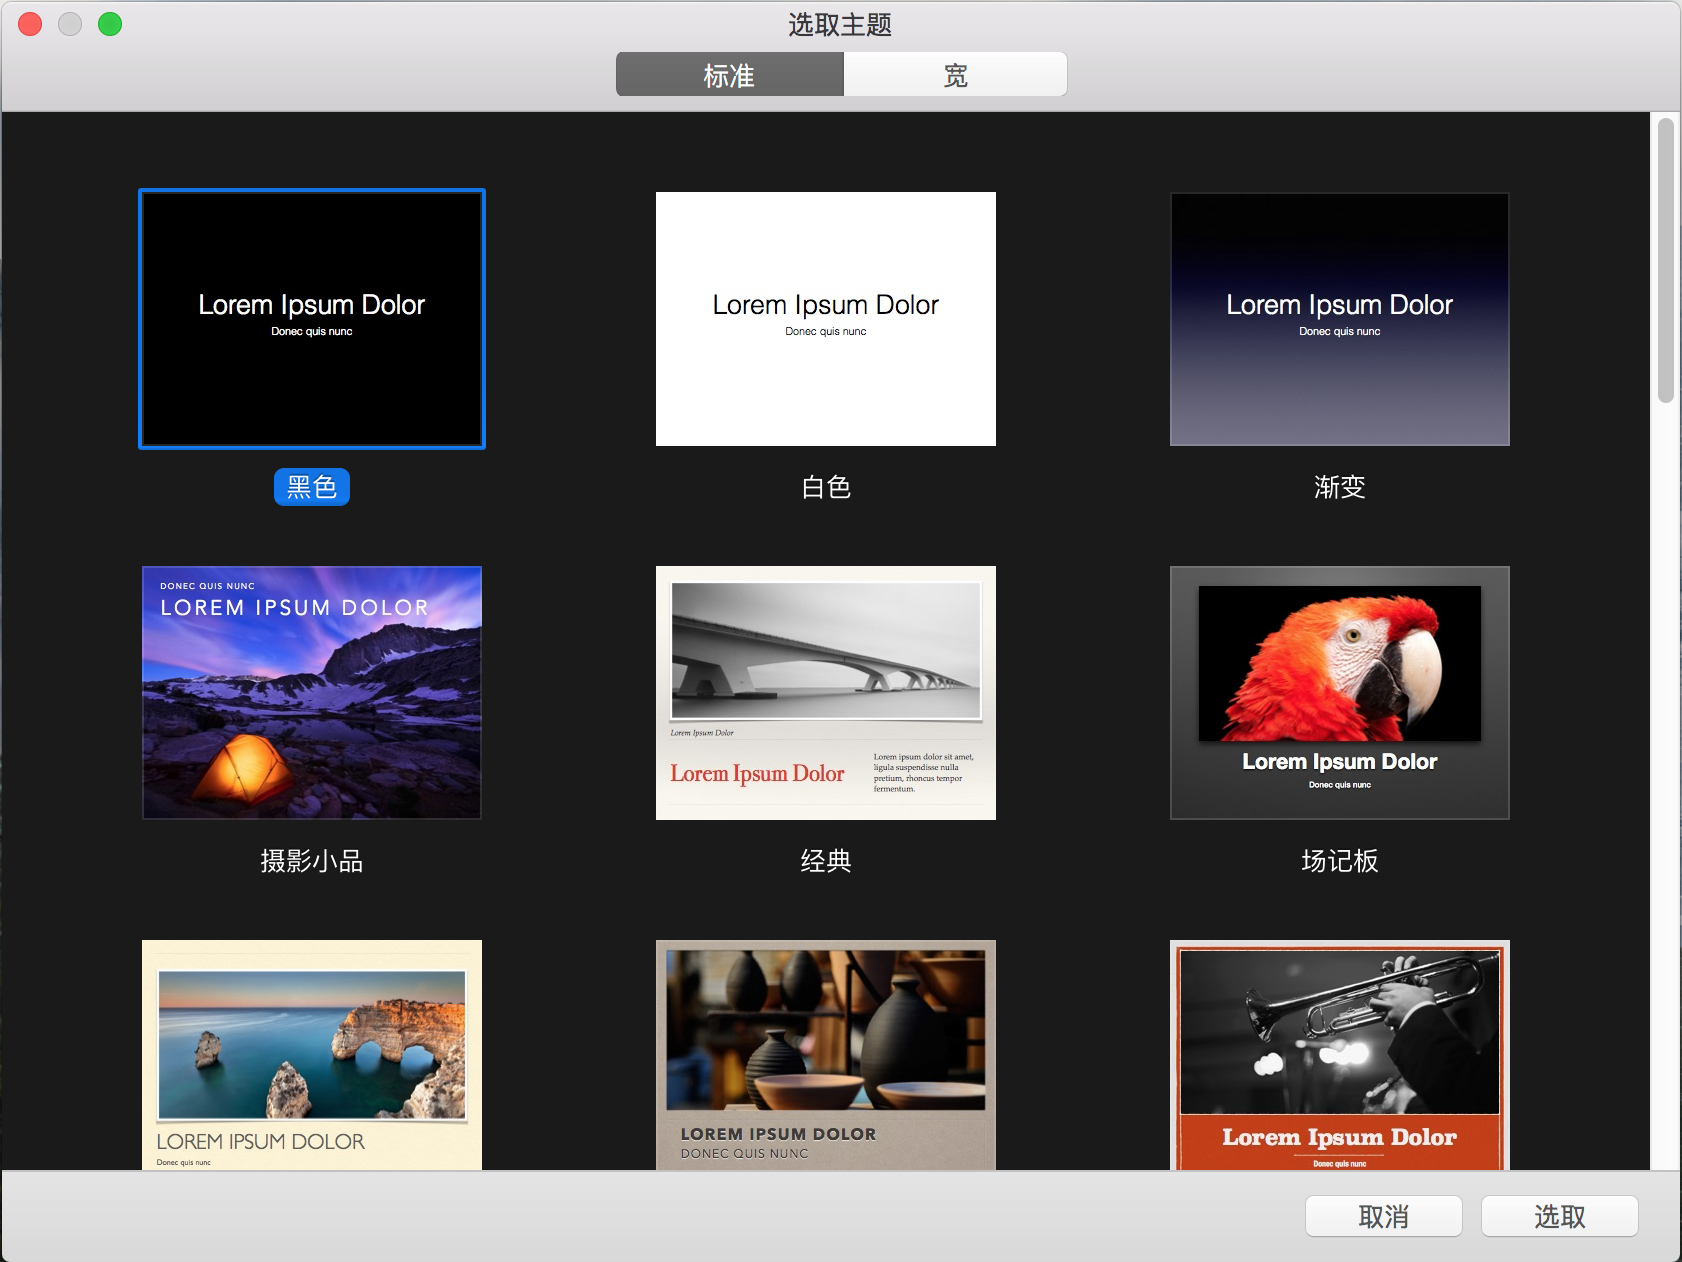 选取主题
标准
宽
Lorem Ipsum Dolor
Donec quis nunc
黑色
Lorem Ipsum Dolor
Donec quis nunc
白色
Lorem Ipsum Dolor
Donec quis nunc
渐变
DONEC QUIS NUNC
LOREM IPSUM DOLOR
摄影小品
Lorem Ipsum Dolor
Lorem Ipsum Dolor
Lorem ipsum dolor sit amet,
ligula suspendisse nulla
pretium, rhoncus tempor
fermentum.
经典
Lorem Ipsum Dolor
Donec quis nunc
场记板
LOREM IPSUM DOLOR
Donec quis nunc
LOREM IPSUM DOLOR
DONEC QUIS NUNC
Lorem Ipsum Dolor
Donec quis nunc
取消
选取